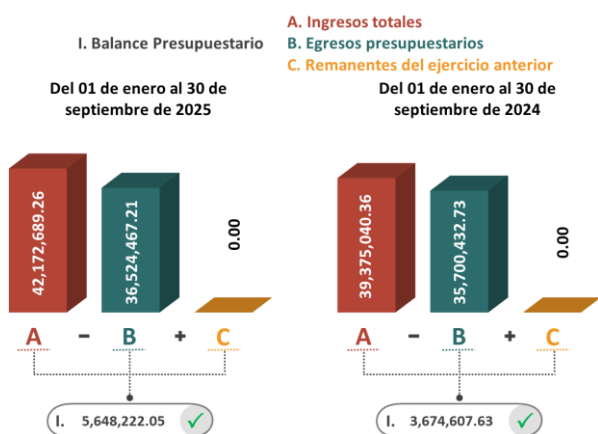 A. Ingresos totales
I. Balance Presupuestario
B. Egresos presupuestarios
C. Remanentes del ejercicio anterior
Del 01 de enero al 30 de
septiembre de 2025
42,172,689.26
36,524,467.21
0.00
A - B + C
I. 5,648,222.05 ✓
Del 01 de enero al 30 de
septiembre de 2024
39,375,040.36
35,700,432.73
0.00
A - B + C
I. 3,674,607.63 ✓